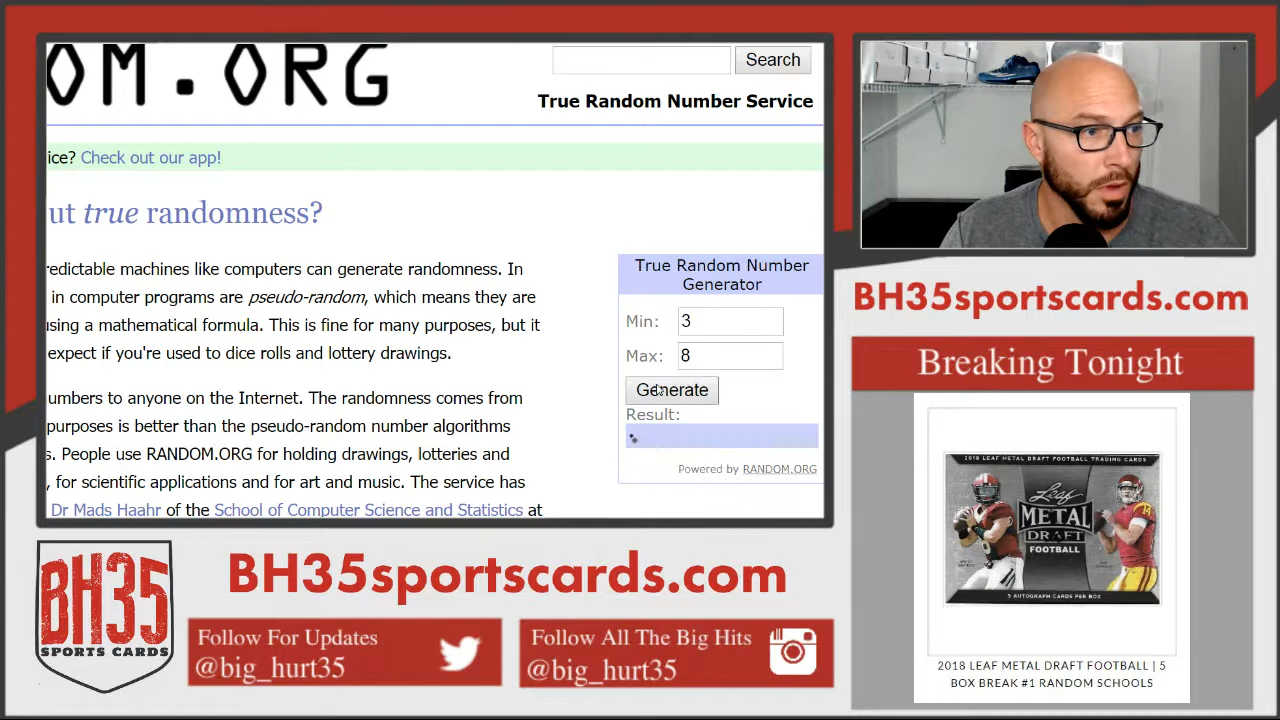 OM.ORG
Search
True Random Number Service
ice? Check out our app!
ut true randomness?
redictable machines like computers can generate randomness. In
in computer programs are pseudo-random, which means they are
using a mathematical formula. This is fine for many purposes, but it
expect if you're used to dice rolls and lottery drawings.
umbers to anyone on the Internet. The randomness comes from
purposes is better than the pseudo-random number algorithms
s. People use RANDOM.ORG for holding drawings, lotteries and
, for scientific applications and for art and music. The service has
Dr Mads Haahr of the School of Computer Science and Statistics at
True Random Number
Generator
Min: 3
Max: 8
Generate
Result:
Powered by RANDOM.ORG
BH35sportscards.com
Breaking Tonight
2018 LEAF METAL DRAFT FOOTBALL TRADING CARDS
Leaf
METAL
DRAFT
FOOTBALL
5 AUTOGRAPH CARDS PER BOX
2018 LEAF METAL DRAFT FOOTBALL | 5
BOX BREAK #1 RANDOM SCHOOLS
BH35
SPORTS CARDS
BH35sportscards.com
Follow For Updates
@big_hurt35
Follow All The Big Hits
@big_hurt35